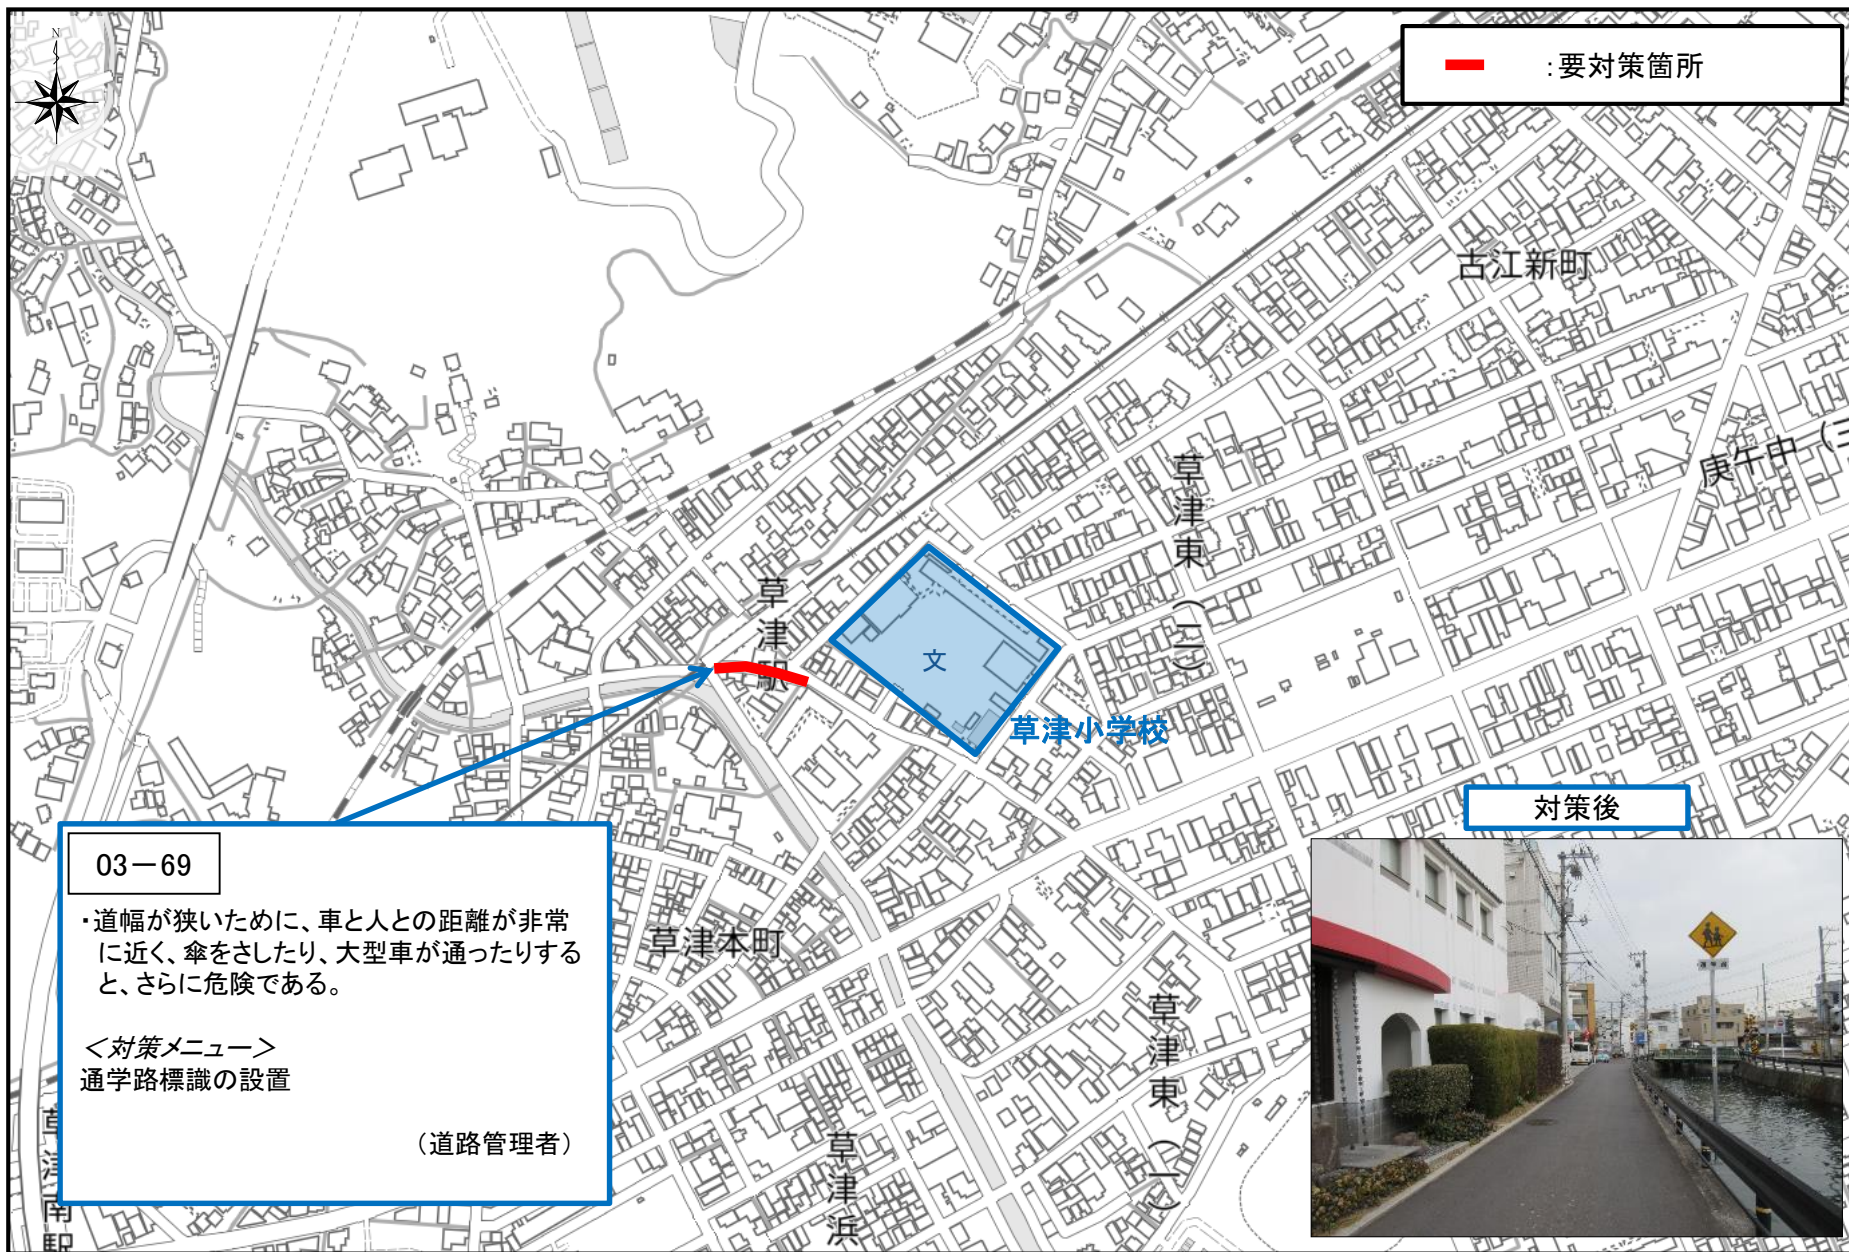 N
:要対策箇所
古江新町
庚午中(三
草津東(二)
草津駅
文
草津小学校
対策後
03-69
・道幅が狭いために、車と人との距離が非常
に近く、傘をさしたり、大型車が通ったりする
と、さらに危険である。
<対策メニュー>
通学路標識の設置
(道路管理者)
草津本町
草津東(一)
草津浜
草津南駅